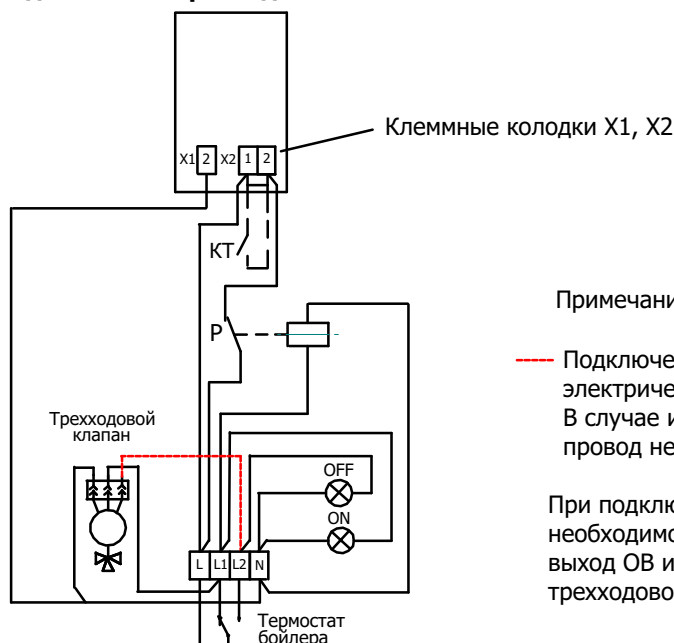 Клеммные колодки X1, X2
X1 2 X2 1 2
КТ
Р
Примечани
Подключе
электриче
В случае и
провод не
Трехходовой
клапан
OFF
ON
При подклю
необходимо
выход ОВ и
трехходово
L L1 L2 N
Термостат
бойлера